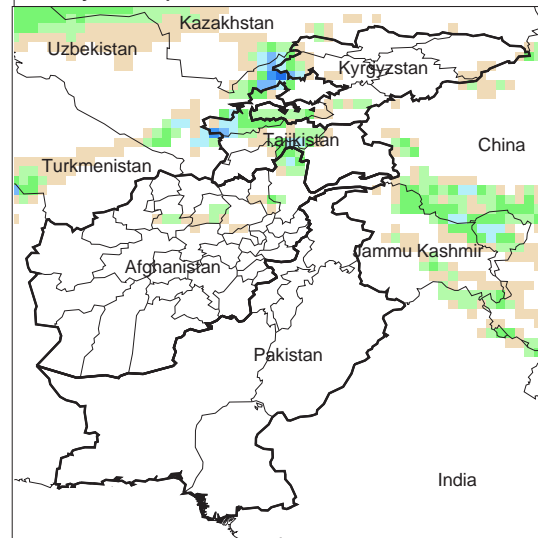 Kazakhstan
Uzbekistan
Kyrgyzstan
Tajikistan
China
Turkmenistan
Jammu Kashmir
Afghanistan
Pakistan
India